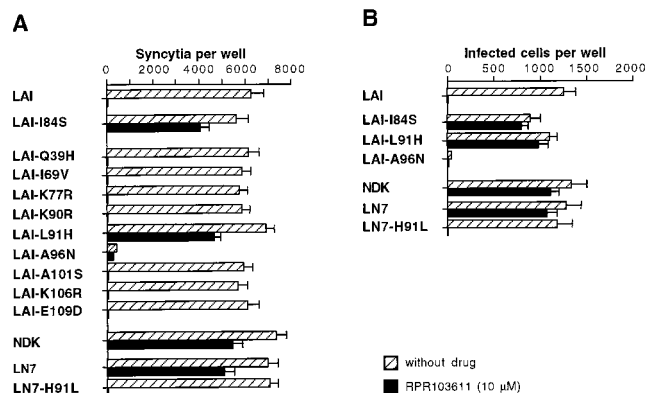 A
Syncytia per well
0 2000 4000 6000 8000
LAI
LAI-I84S
LAI-Q39H
LAI-I69V
LAI-K77R
LAI-K90R
LAI-L91H
LAI-A96N
LAI-A101S
LAI-K106R
LAI-E109D
NDK
LN7
LN7-H91L
B
Infected cells per well
0 500 1000 1500 2000
LAI
LAI-I84S
LAI-L91H
LAI-A96N
NDK
LN7
LN7-H91L
without drug
RPR103611 (10 µM)